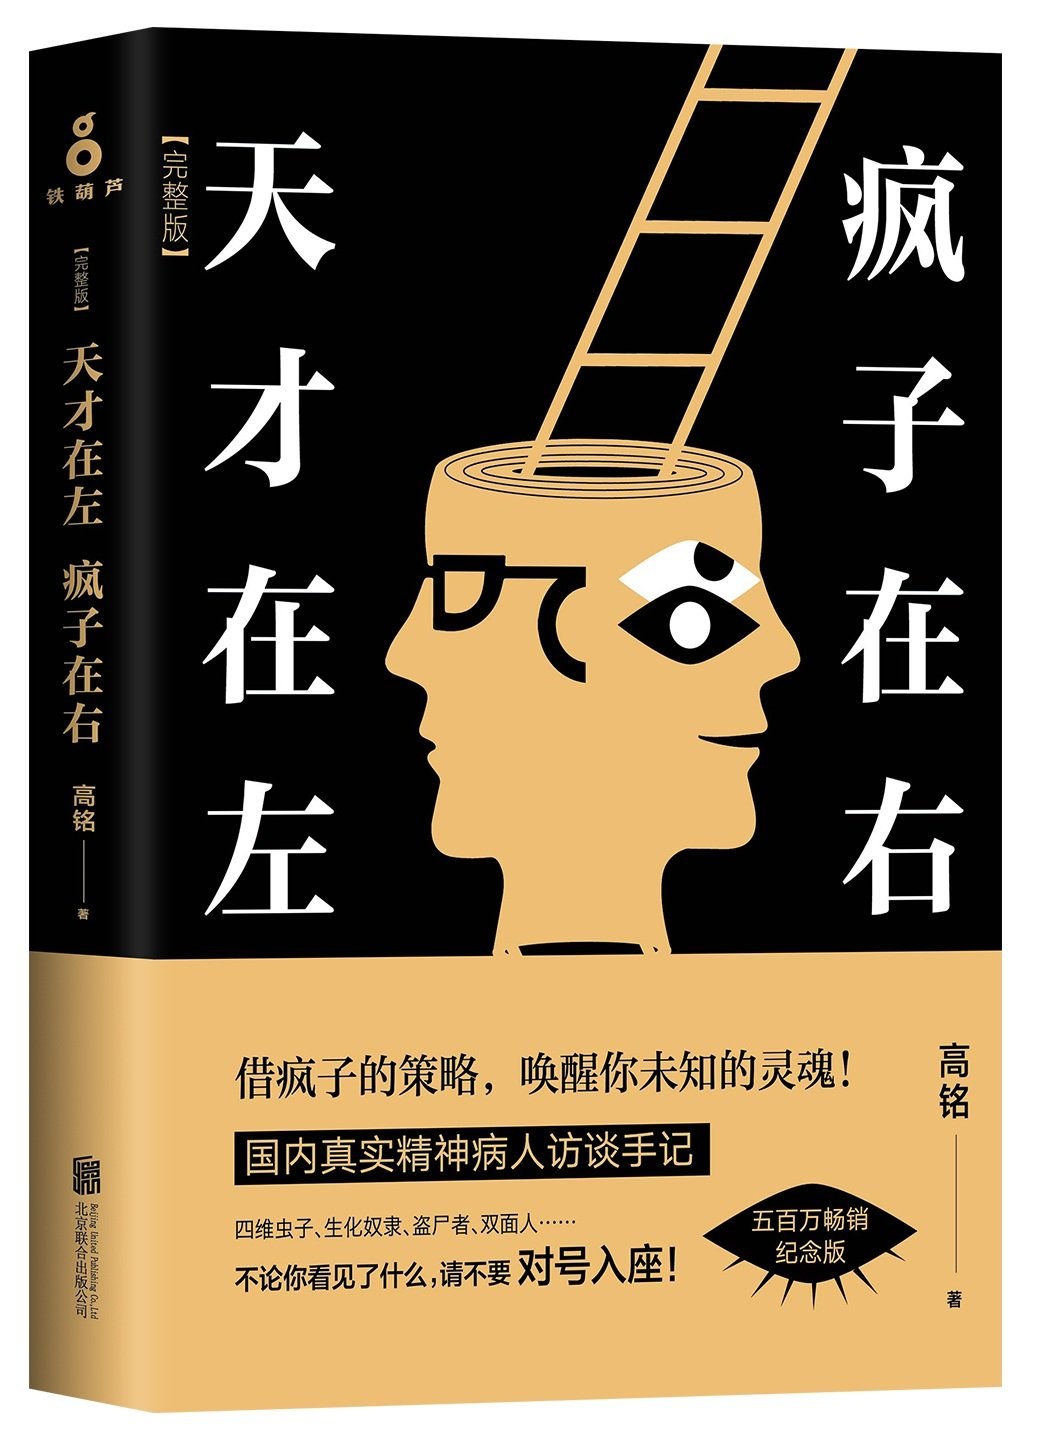 铁葫芦
【完整版】
天才在左 疯子在右
高铭
著
北京联合出版公司
Beijing United Publishing Co.,Ltd
【完整版】
天才在左
疯子在右
借疯子的策略，唤醒你未知的灵魂！
国内真实精神病人访谈手记
四维虫子、生化奴隶、盗尸者、双面人……
不论你看见了什么，请不要 对号入座！
五百万畅销
纪念版
高铭
著